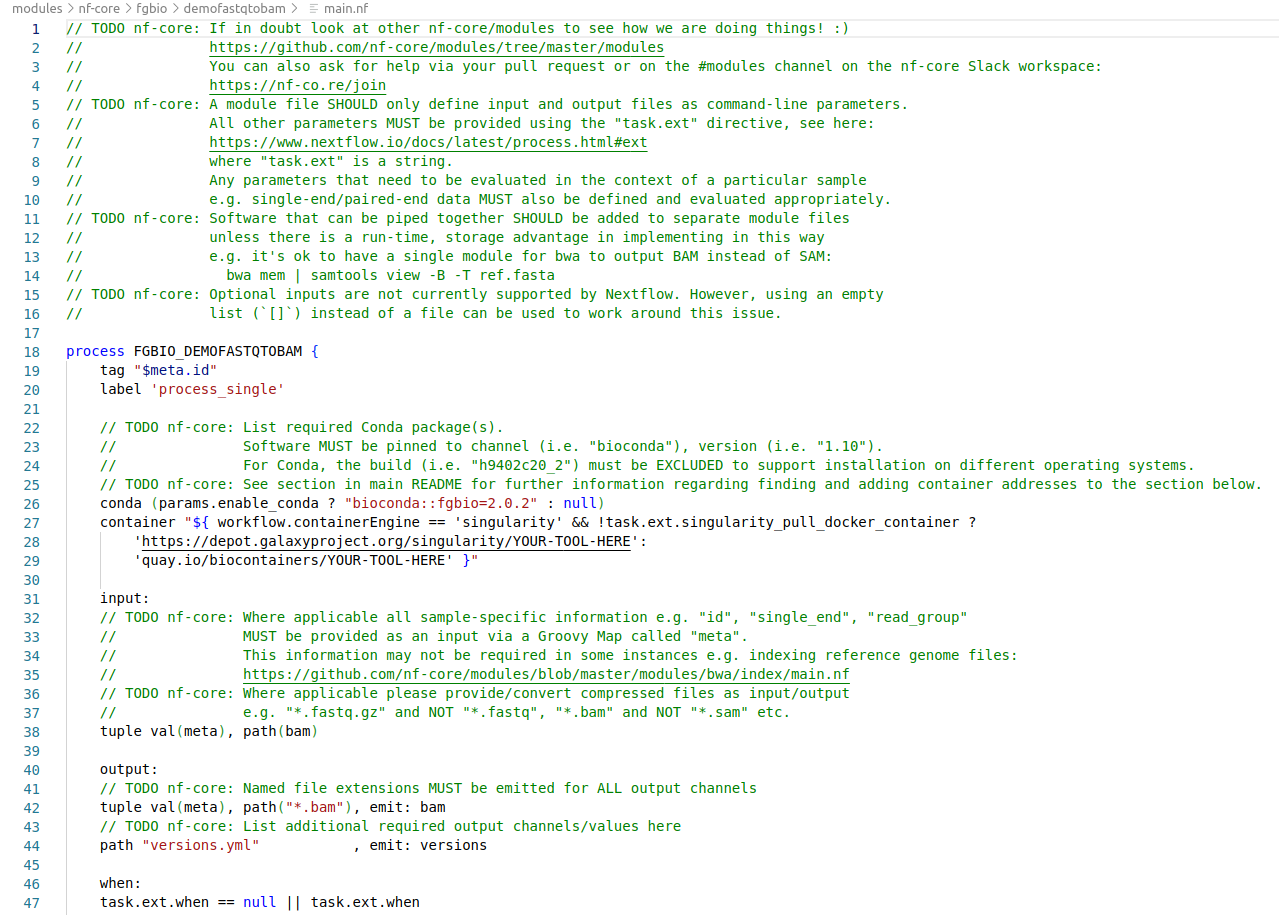 modules > nf-core > fgbio > demofastqtobam > main.nf
1 // TODO nf-core: If in doubt look at other nf-core/modules to see how we are doing things! :)
2 //               https://github.com/nf-core/modules/tree/master/modules
3 //               You can also ask for help via your pull request or on the #modules channel on the nf-core Slack workspace:
4 //               https://nf-co.re/join
5 // TODO nf-core: A module file SHOULD only define input and output files as command-line parameters.
6 //               All other parameters MUST be provided using the "task.ext" directive, see here:
7 //               https://www.nextflow.io/docs/latest/process.html#ext
8 //               where "task.ext" is a string.
9 //               Any parameters that need to be evaluated in the context of a particular sample
10 //               e.g. single-end/paired-end data MUST also be defined and evaluated appropriately.
11 // TODO nf-core: Software that can be piped together SHOULD be added to separate module files
12 //               unless there is a run-time, storage advantage in implementing in this way
13 //               e.g. it's ok to have a single module for bwa to output BAM instead of SAM:
14 //                 bwa mem | samtools view -B -T ref.fasta
15 // TODO nf-core: Optional inputs are not currently supported by Nextflow. However, using an empty
16 //               list (`[]`) instead of a file can be used to work around this issue.
17
18 process FGBIO_DEMOFASTQTOBAM {
19     tag "$meta.id"
20     label 'process_single'
21
22     // TODO nf-core: List required Conda package(s).
23     //               Software MUST be pinned to channel (i.e. "bioconda"), version (i.e. "1.10").
24     //               For Conda, the build (i.e. "h9402c20_2") must be EXCLUDED to support installation on different operating systems.
25     // TODO nf-core: See section in main README for further information regarding finding and adding container addresses to the section below.
26     conda (params.enable_conda ? "bioconda::fgbio=2.0.2" : null)
27     container "${ workflow.containerEngine == 'singularity' && !task.ext.singularity_pull_docker_container ?
28         'https://depot.galaxyproject.org/singularity/YOUR-TOOL-HERE':
29         'quay.io/biocontainers/YOUR-TOOL-HERE' }"
30
31     input:
32     // TODO nf-core: Where applicable all sample-specific information e.g. "id", "single_end", "read_group"
33     //               MUST be provided as an input via a Groovy Map called "meta".
34     //               This information may not be required in some instances e.g. indexing reference genome files:
35     //               https://github.com/nf-core/modules/blob/master/modules/bwa/index/main.nf
36     // TODO nf-core: Where applicable please provide/convert compressed files as input/output
37     //               e.g. "*.fastq.gz" and NOT "*.fastq", "*.bam" and NOT "*.sam" etc.
38     tuple val(meta), path(bam)
39
40     output:
41     // TODO nf-core: Named file extensions MUST be emitted for ALL output channels
42     tuple val(meta), path("*.bam"), emit: bam
43     // TODO nf-core: List additional required output channels/values here
44     path "versions.yml"           , emit: versions
45
46     when:
47     task.ext.when == null || task.ext.when